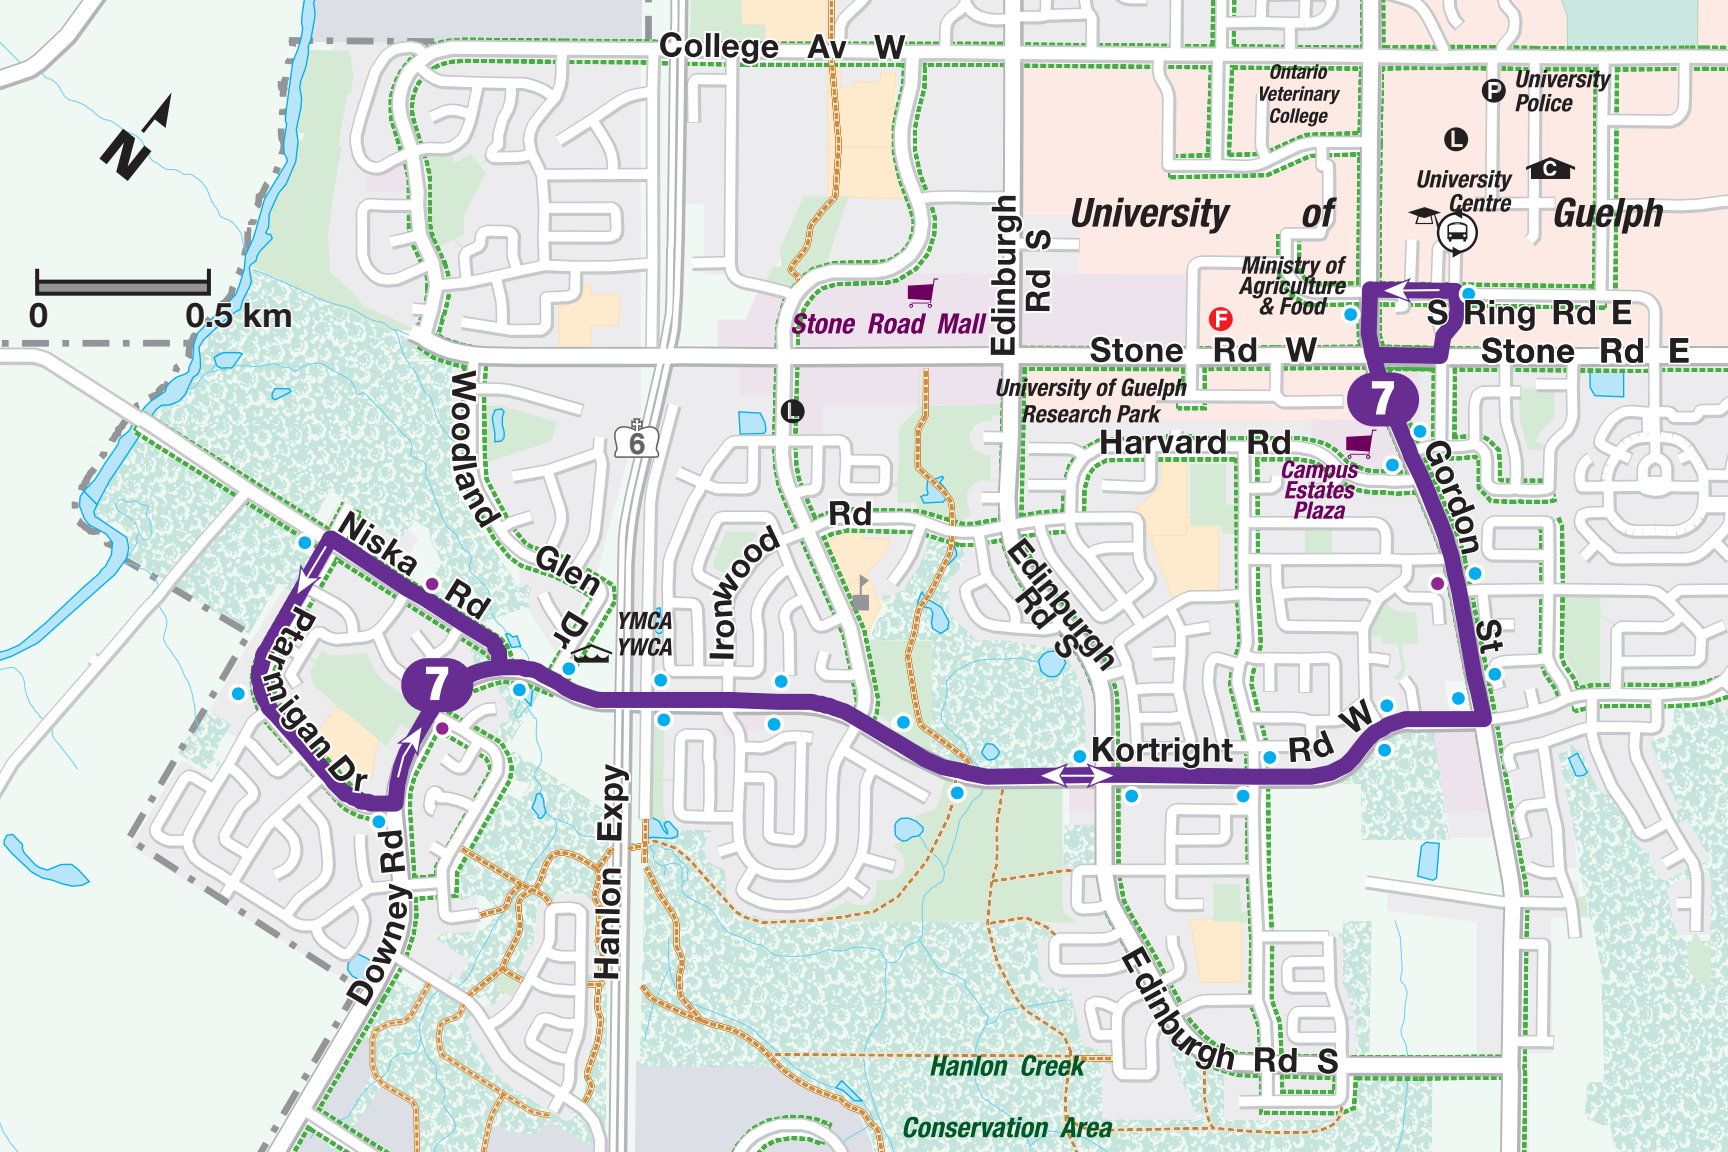 College Av W
Ontario
Veterinary
College
P
University
Police
L
N
University
Centre
C
University of Guelph
Edinburgh
Rd S
Ministry of
Agriculture
& Food
0 0.5 km
Stone Road Mall
F
S Ring Rd E
Stone Rd W
Stone Rd E
University of Guelph
Research Park
7
Woodland
Glen
Dr
L
6
Harvard Rd
Campus
Estates
Plaza
Gordon
St
Niska Rd
Ironwood Rd
Edinburgh
Rd S
YMCA
YWCA
Ptarmigan Dr
7
Kortright Rd W
Hanlon Expy
Downey Rd
Edinburgh Rd S
Hanlon Creek
Conservation Area